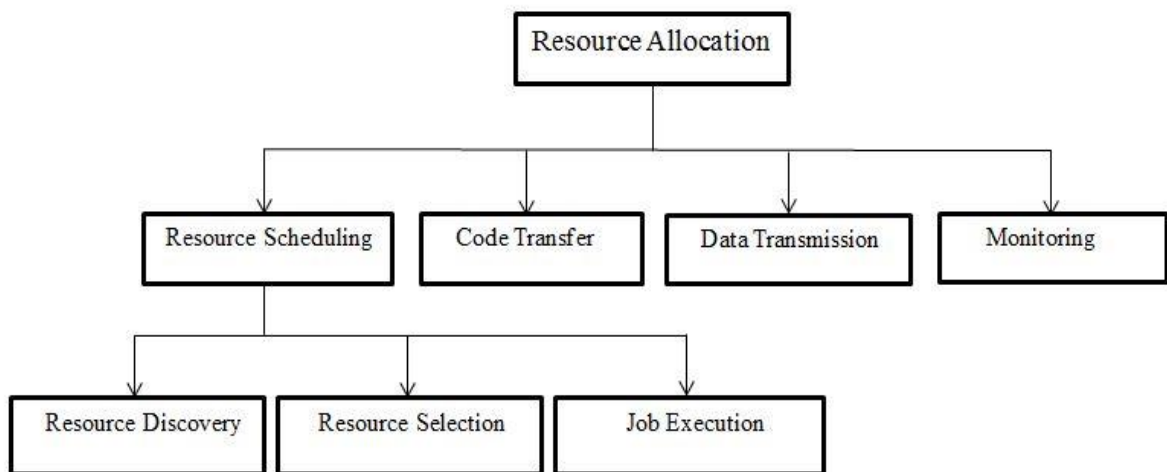 Resource Allocation
Resource Scheduling
Code Transfer
Data Transmission
Monitoring
Resource Discovery
Resource Selection
Job Execution